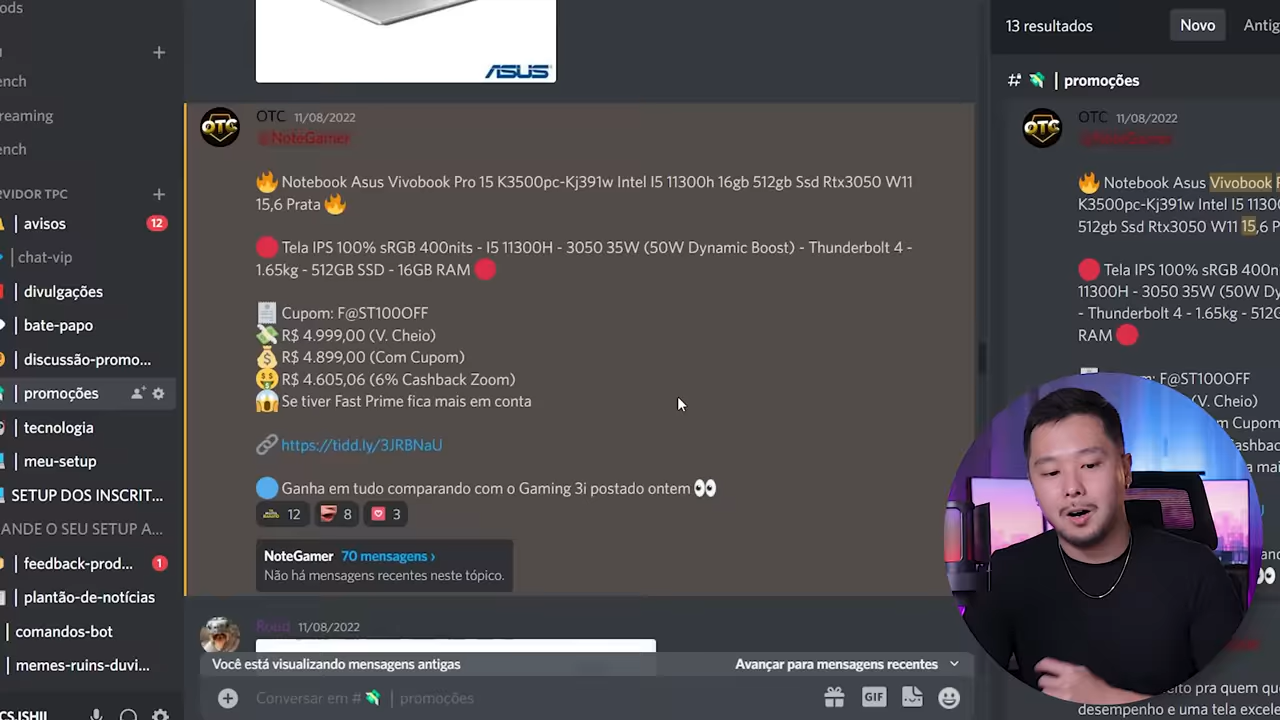 ods
ench
reaming
ench
RVIDOR TPC
| avisos
12
| chat-vip
| divulgações
| bate-papo
| discussão-promo...
| promoções
| tecnologia
| meu-setup
SETUP DOS INSCRIT...
ANDE O SEU SETUP A...
| feedback-prod...
1
| plantão-de-notícias
| comandos-bot
| memes-ruins-duvi...
ASUS
OTC 11/08/2022
@NoteGamer
🔥 Notebook Asus Vivobook Pro 15 K3500pc-Kj391w Intel I5 11300h 16gb 512gb Ssd Rtx3050 W11
15,6 Prata 🔥
🔴 Tela IPS 100% sRGB 400nits - I5 11300H - 3050 35W (50W Dynamic Boost) - Thunderbolt 4 -
1.65kg - 512GB SSD - 16GB RAM 🔴
🧾 Cupom: F@ST100OFF
💸 R$ 4.999,00 (V. Cheio)
💰 R$ 4.899,00 (Com Cupom)
🤑 R$ 4.605,06 (6% Cashback Zoom)
😱 Se tiver Fast Prime fica mais em conta
🔗 https://tidd.ly/3JRBNaU
🔵 Ganha em tudo comparando com o Gaming 3i postado ontem 👀
12 8 3
NoteGamer 70 mensagens ›
Não há mensagens recentes neste tópico.
11/08/2022
Você está visualizando mensagens antigas
Avançar para mensagens recentes
Conversar em # 💸 | promoções
GIF
13 resultados
Novo
Antig
# 💸 | promoções
OTC 11/08/2022
@NoteGamer
🔥 Notebook Asus Vivobook
K3500pc-Kj391w Intel I5 1130
512gb Ssd Rtx3050 W11 15,6 P
🔴 Tela IPS 100% sRGB 400n
11300H - 3050 35W (50W Dy
- Thunderbolt 4 - 1.65kg - 512G
RAM 🔴
F@ST100OFF
Cheio)
m Cupom
hback
mai
eito pra quem qu
desempenho e uma tela excele